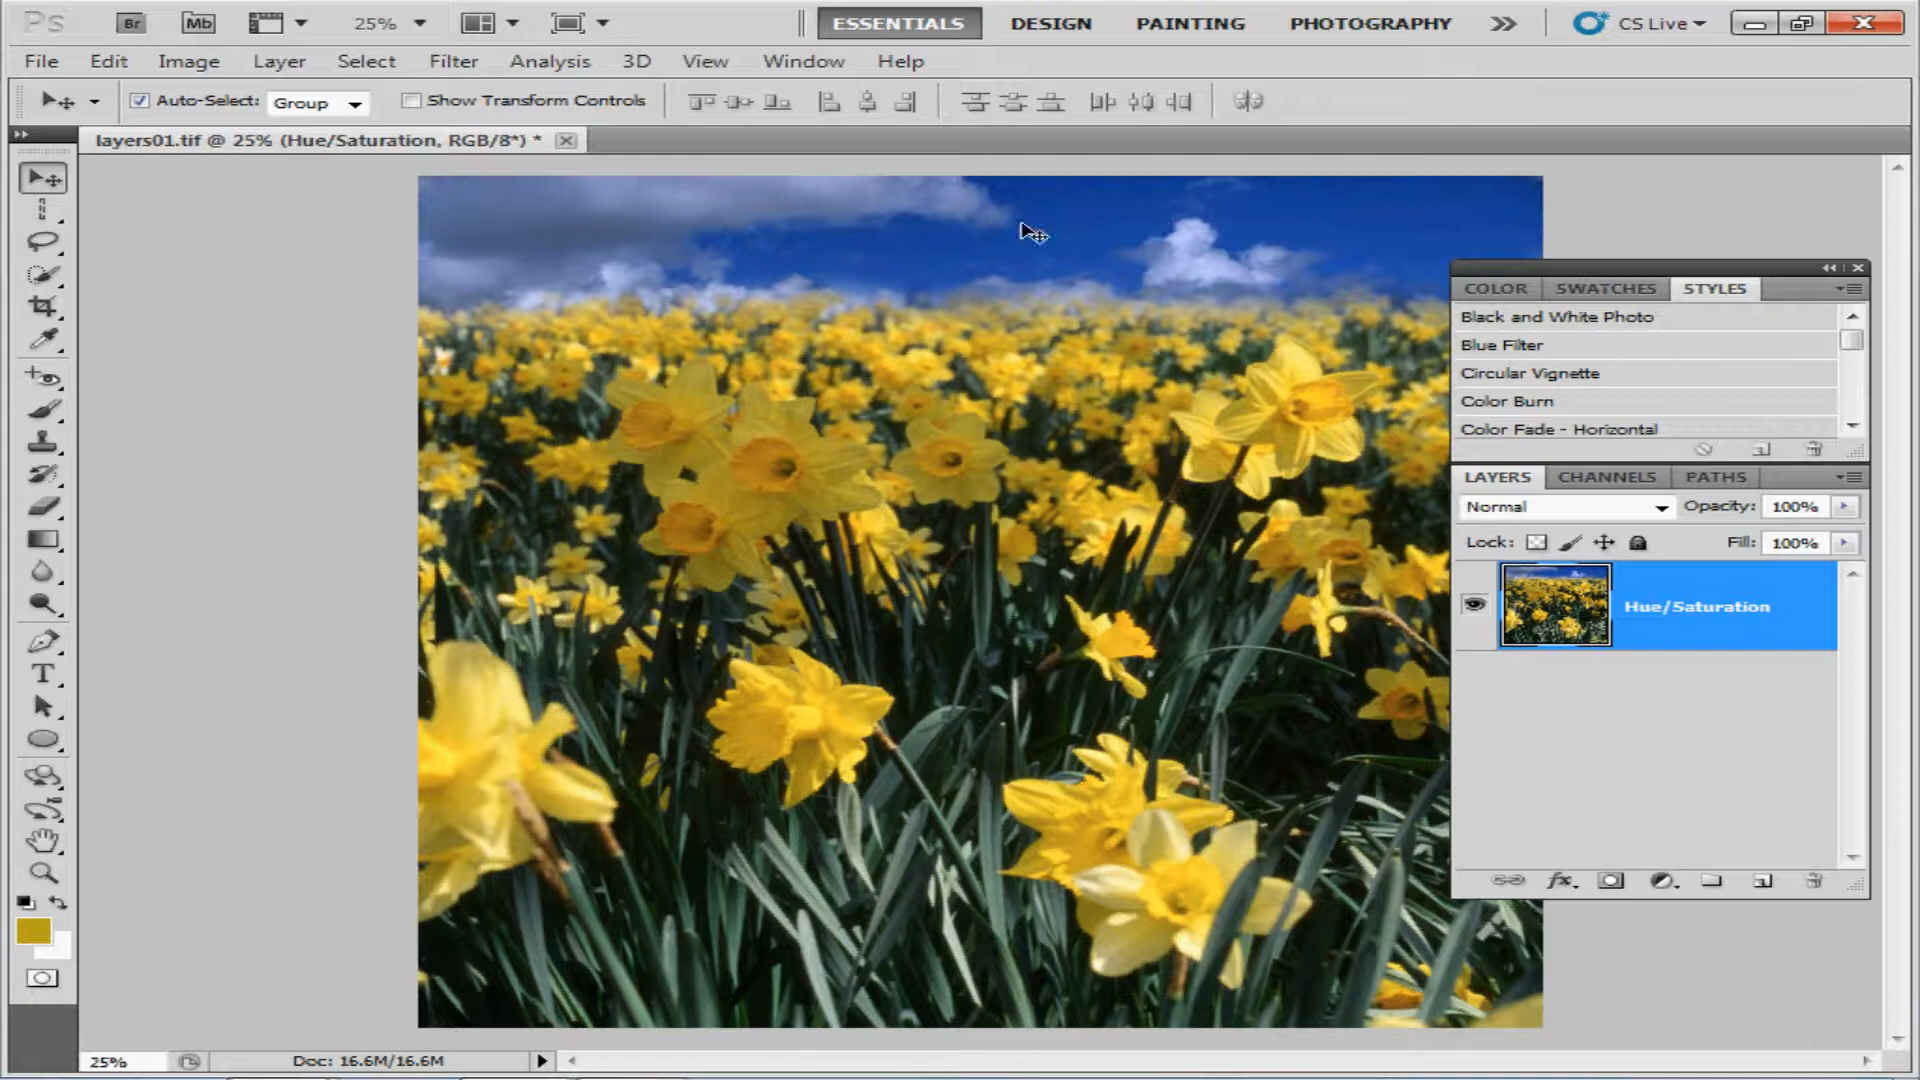 Ps Br Mb 25% ESSENTIALS DESIGN PAINTING PHOTOGRAPHY CS Live
File Edit Image Layer Select Filter Analysis 3D View Window Help
Auto-Select: Group Show Transform Controls
layers01.tif @ 25% (Hue/Saturation, RGB/8*) *
COLOR SWATCHES STYLES
Black and White Photo
Blue Filter
Circular Vignette
Color Burn
Color Fade - Horizontal
LAYERS CHANNELS PATHS
Normal Opacity: 100%
Lock: Fill: 100%
Hue/Saturation
T
fx
25% Doc: 16.6M/16.6M